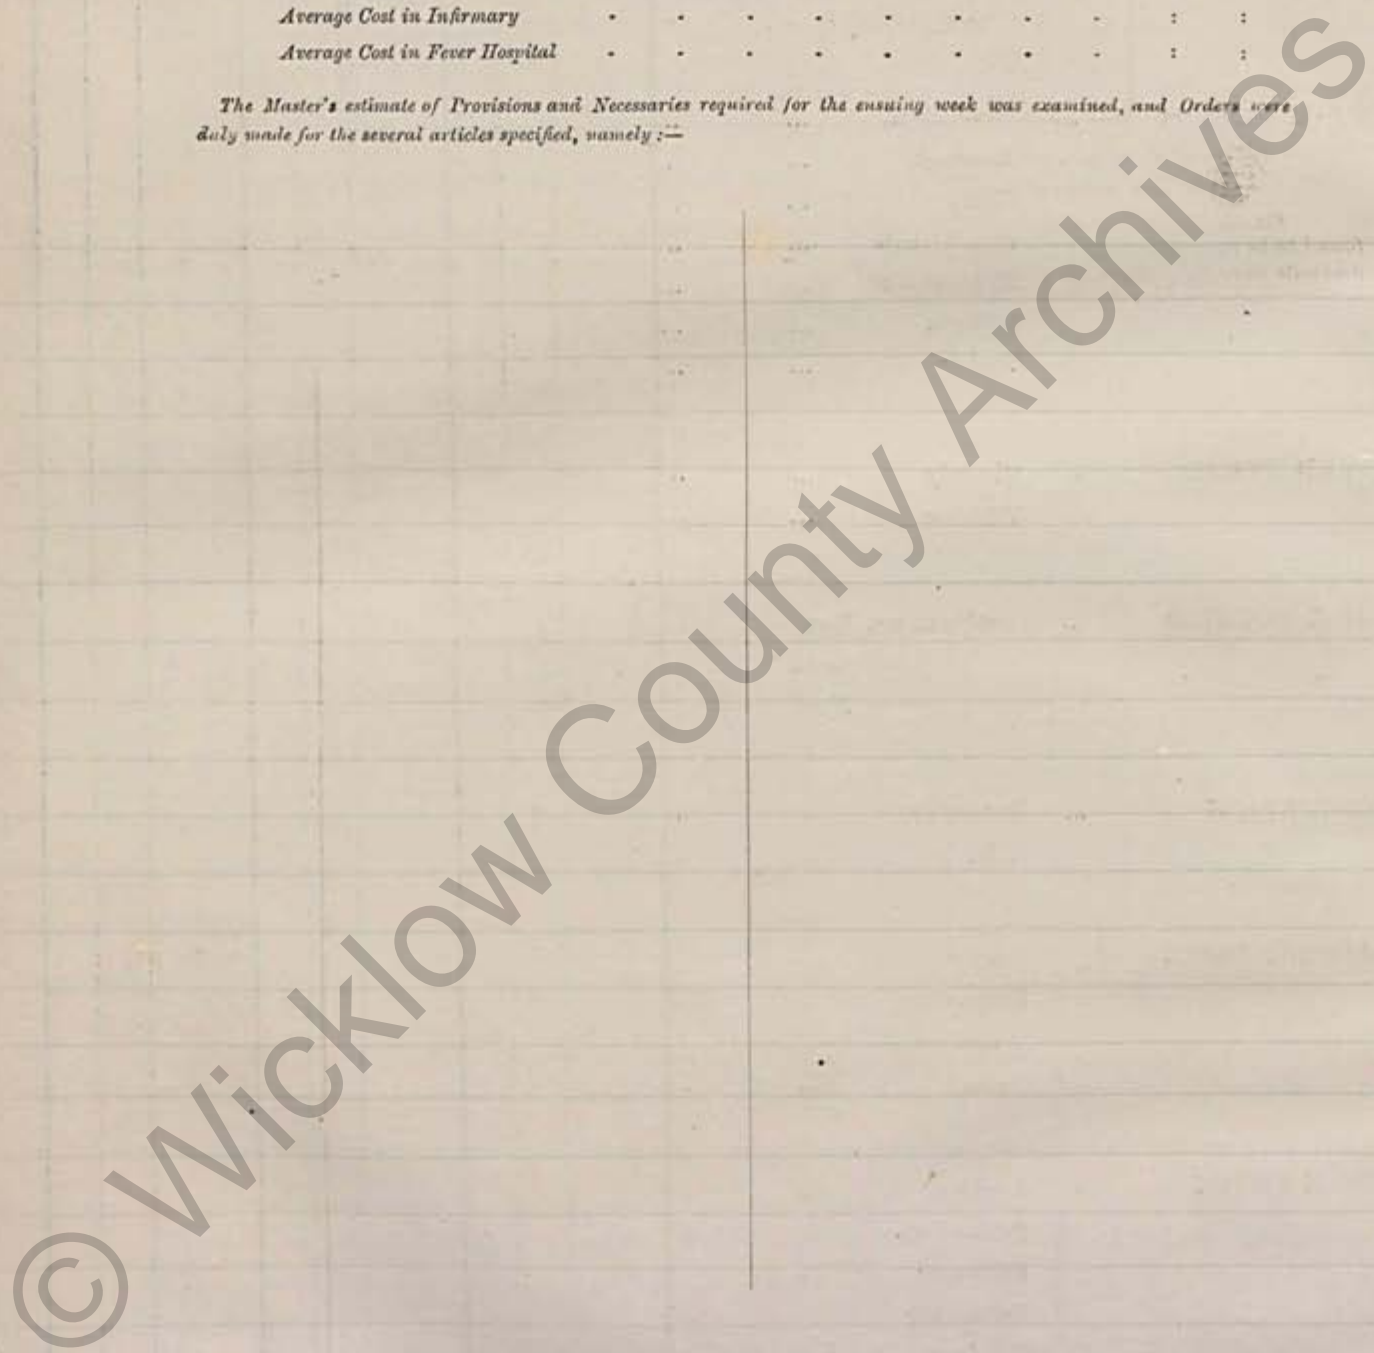 Average Cost in Infirmary - - - - - - - - : :
Average Cost in Fever Hospital - - - - - - - - : :
The Master's estimate of Provisions and Necessaries required for the ensuing week was examined, and Orders were
duly made for the several articles specified, namely :—
© Wicklow County Archives